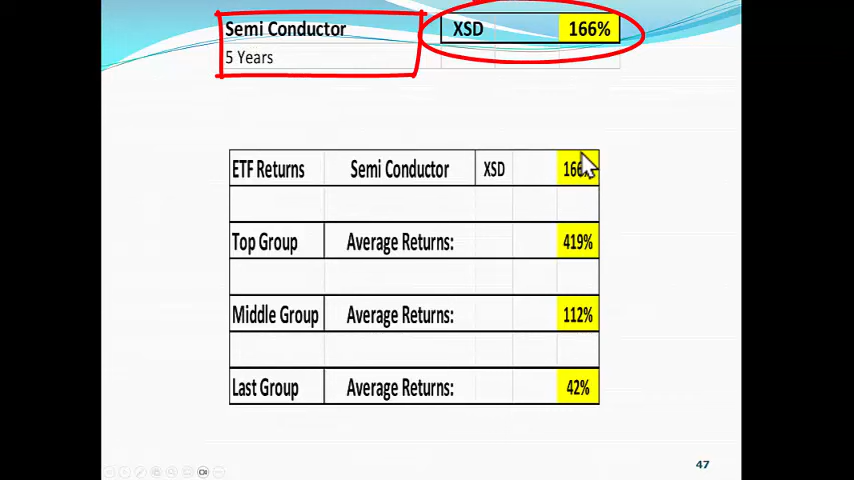 Semi Conductor XSD 166%
5 Years
ETF Returns Semi Conductor XSD 166%
Top Group Average Returns: 419%
Middle Group Average Returns: 112%
Last Group Average Returns: 42%
47